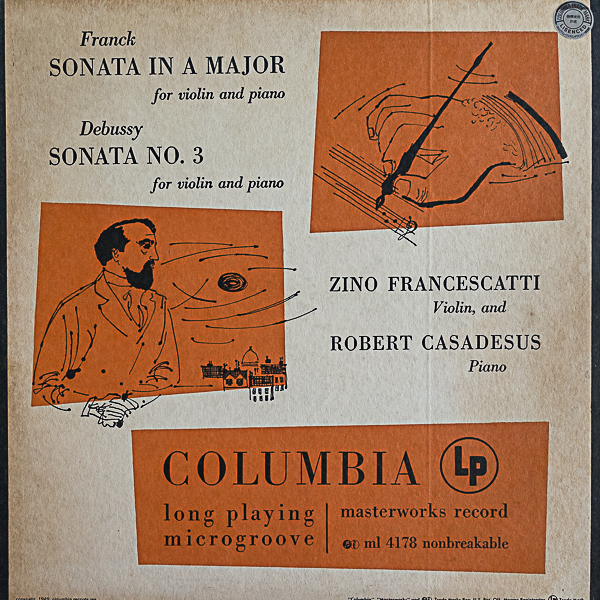 Franck
SONATA IN A MAJOR
for violin and piano
Debussy
SONATA NO. 3
for violin and piano
ZINO FRANCESCATTI
Violin, and
ROBERT CASADESUS
Piano
COLUMBIA Lp
long playing
microgroove
masterworks record
ml 4178 nonbreakable